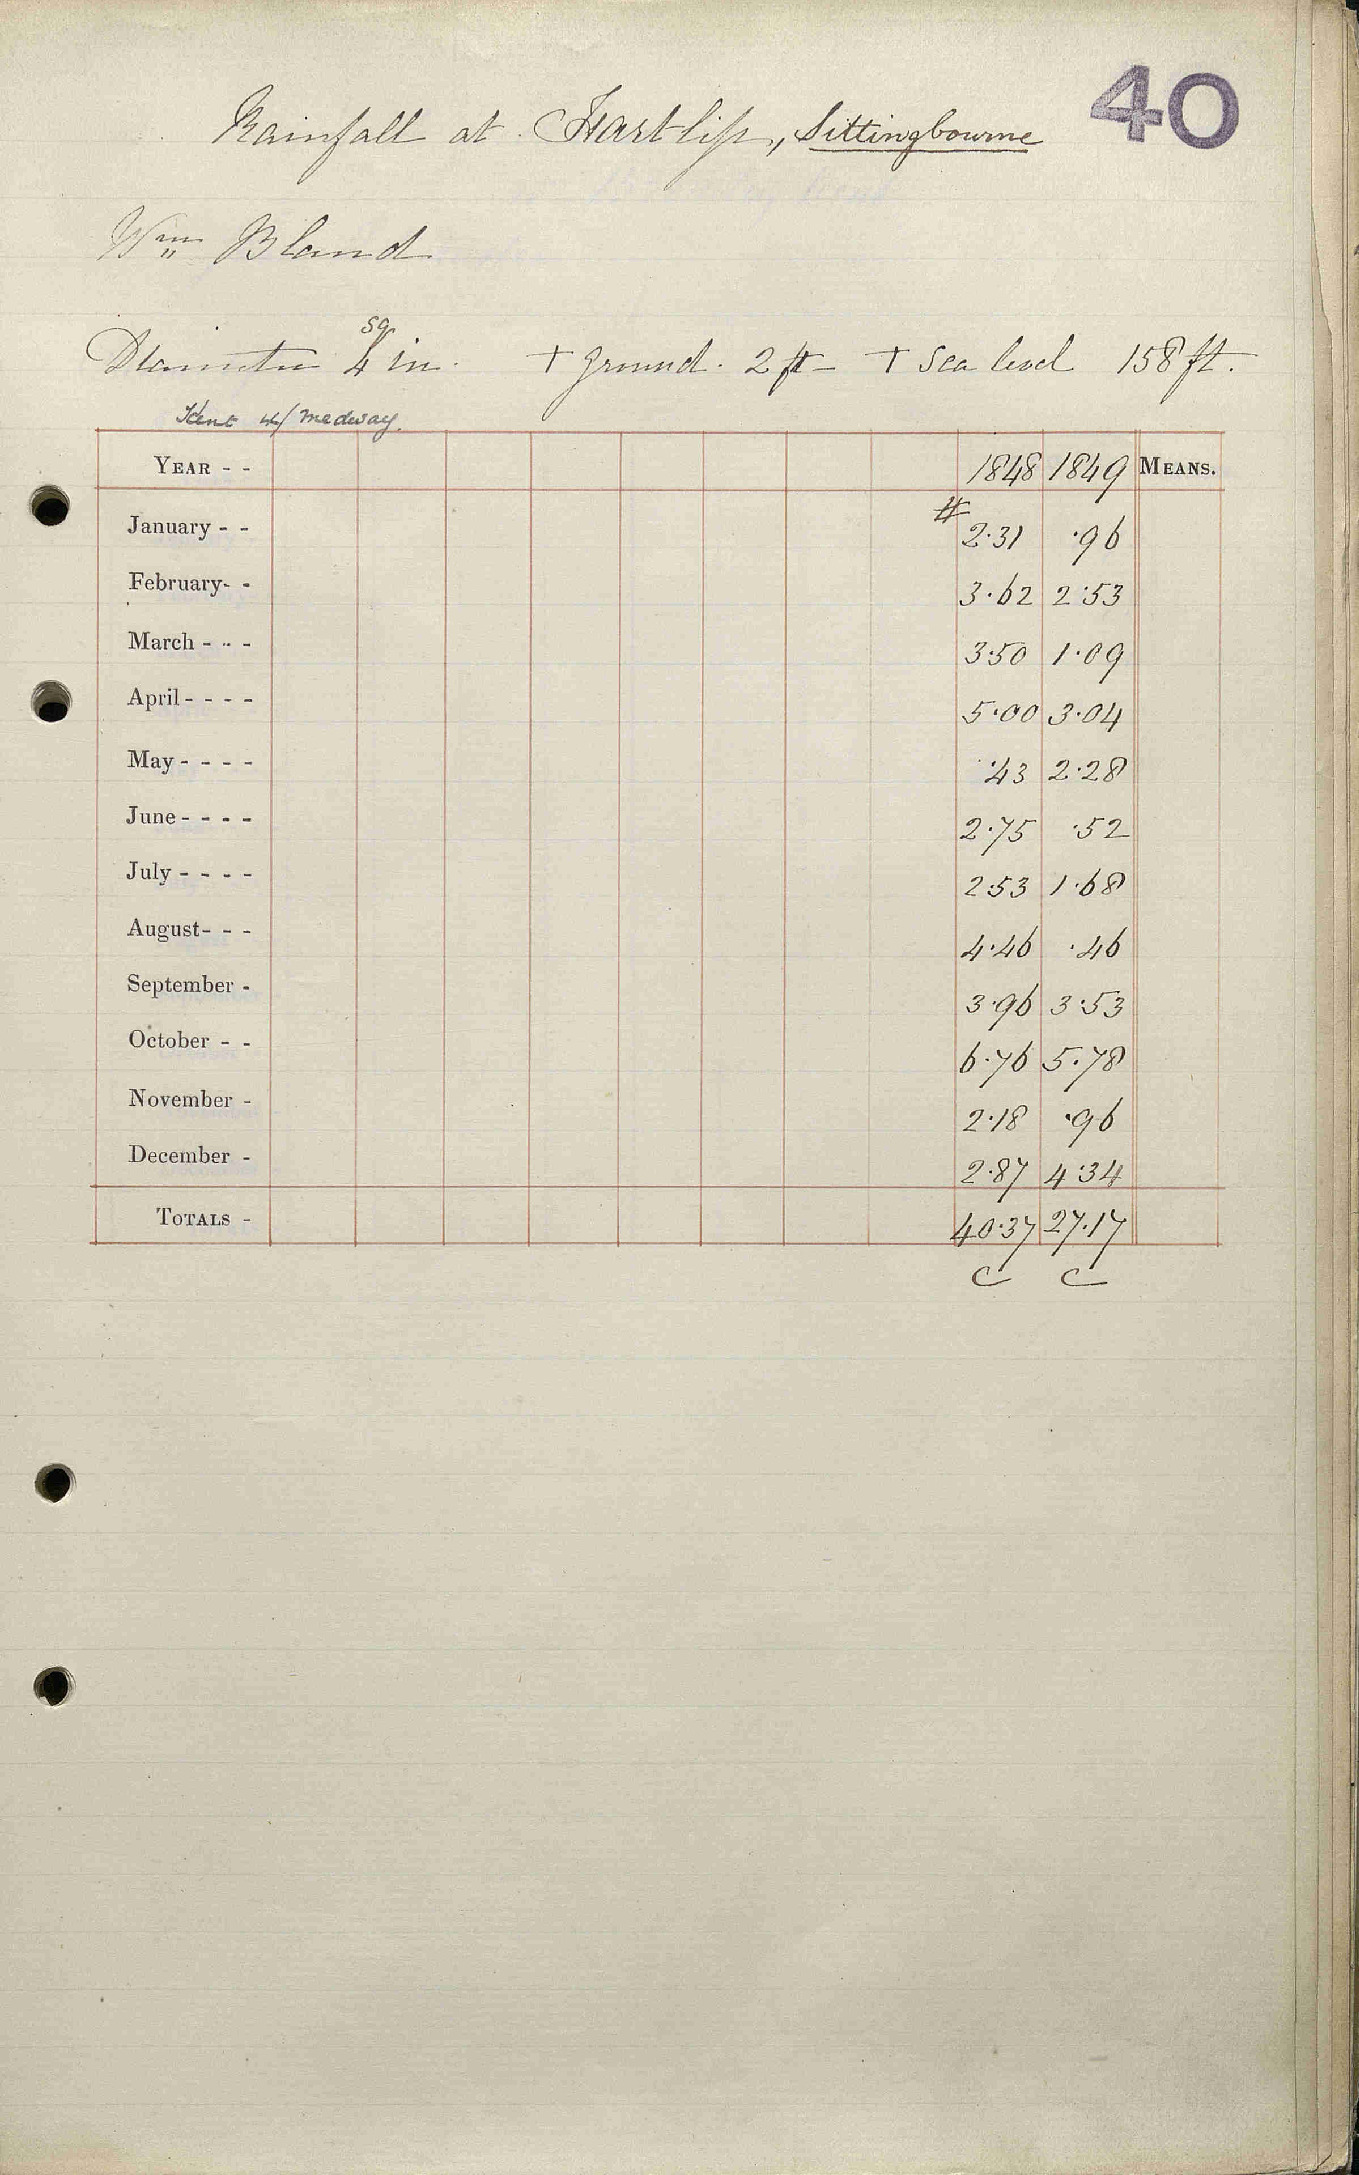 40
Rainfall at Hartlip, Sittingbourne
Wm Bland
sq
Diameter 4 in. + ground. 2 ft + sea level 158 ft.
Kent w/ medway.
YEAR - - 1848 1849 MEANS.
January - - # 2.31 .96
February - - 3.62 2.53
March - - - 3.50 1.09
April - - - - 5.00 3.04
May - - - - .43 2.28
June - - - - 2.75 .52
July - - - - 2.53 1.68
August - - - 4.46 .46
September - 3.96 3.53
October - - 6.76 5.78
November - 2.18 .96
December - 2.87 4.34
TOTALS - 40.37 27.17
C C